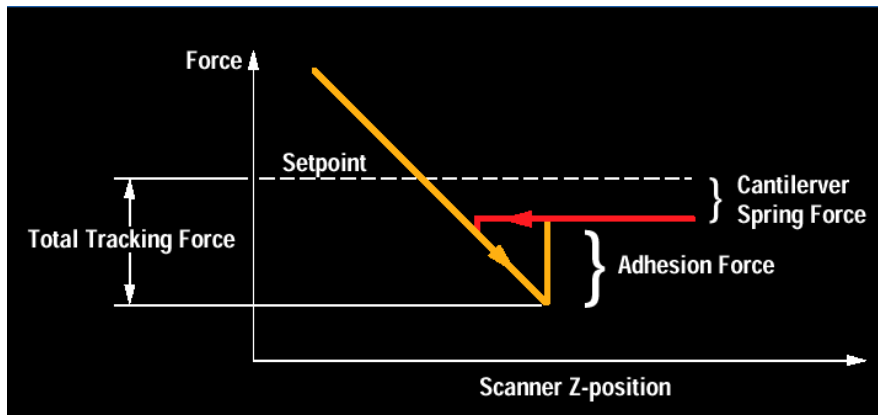 Force
Setpoint
Cantilerver
Spring Force
Total Tracking Force
Adhesion Force
Scanner Z-position